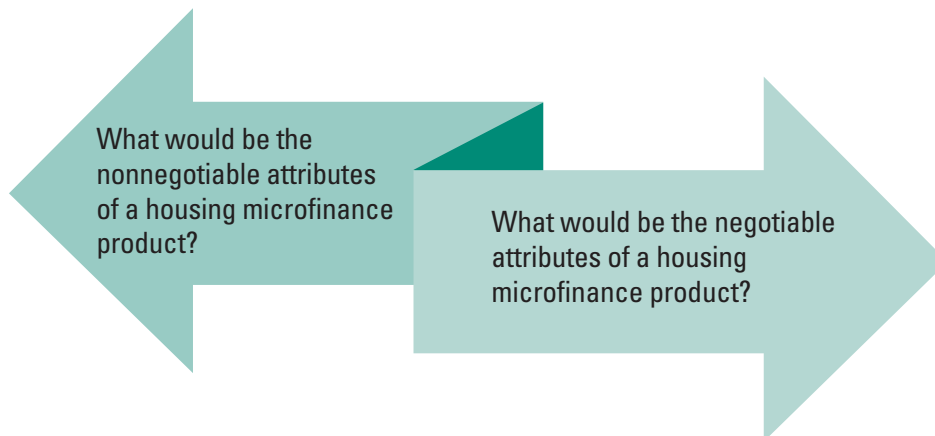 What would be the
nonnegotiable attributes
of a housing microfinance
product?
What would be the negotiable
attributes of a housing
microfinance product?